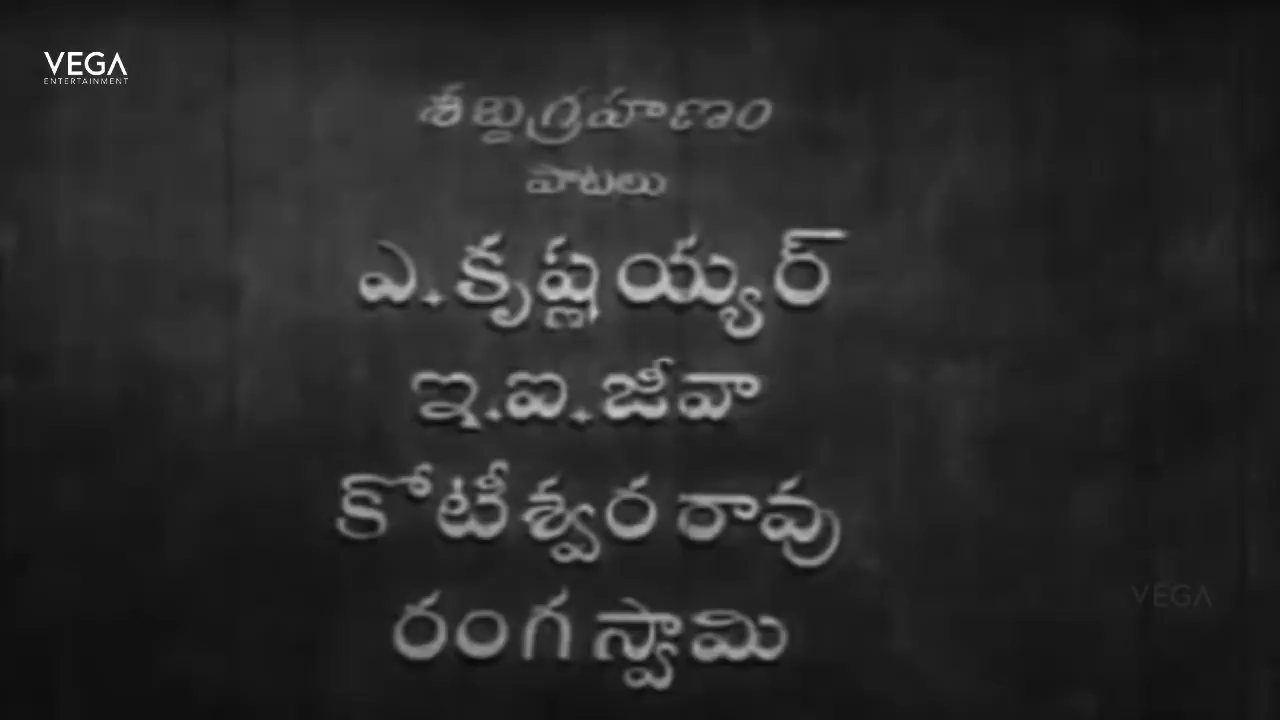 VEGA
ENTERTAINMENT
శబ్దగ్రహణం
పాటలు
ఎ. కృష్ణయ్యర్
ఇ. ఐ. జీవా
కోటీశ్వర రావు
రంగస్వామి
VEGA